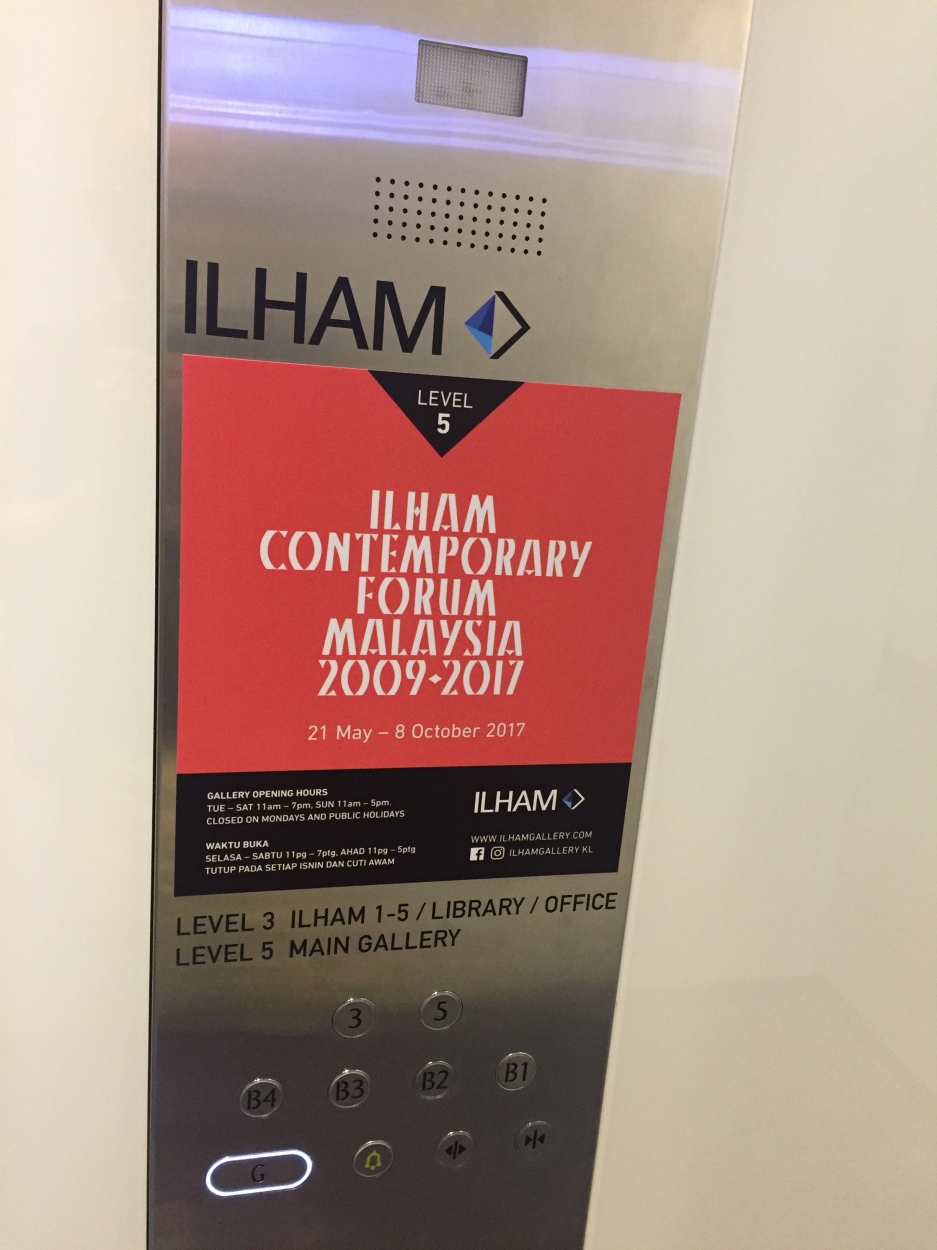 ILHAM
LEVEL
5
ILHAM
CONTEMPORARY
FORUM
MALAYSIA
2009-2017
21 May – 8 October 2017
GALLERY OPENING HOURS
TUE – SAT 11am – 7pm, SUN 11am – 5pm.
CLOSED ON MONDAYS AND PUBLIC HOLIDAYS
WAKTU BUKA
SELASA – SABTU 11pg – 7ptg, AHAD 11pg – 5ptg
TUTUP PADA SETIAP ISNIN DAN CUTI AWAM
ILHAM
WWW.ILHAMGALLERY.COM
ILHAMGALLERY KL
LEVEL 3 ILHAM 1-5 / LIBRARY / OFFICE
LEVEL 5 MAIN GALLERY
3 5
B4 B3 B2 B1
G